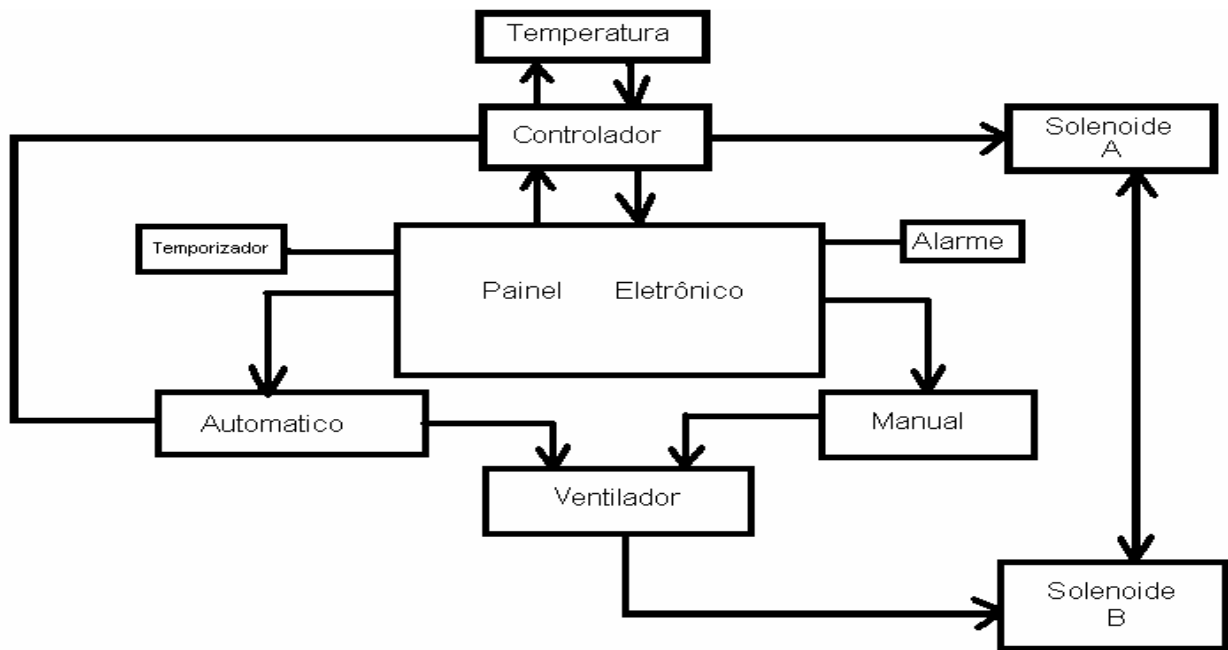 Temperatura
Controlador
Solenoide
A
Temporizador
Alarme
Painel Eletrônico
Automatico
Manual
Ventilador
Solenoide
B